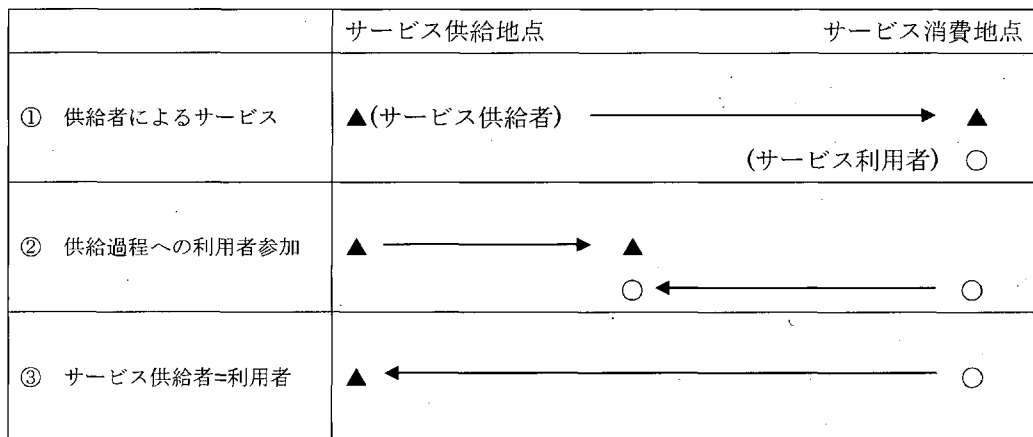 サービス供給地点 サービス消費地点
① 供給者によるサービス ▲(サービス供給者) ▲
(サービス利用者) ○
② 供給過程への利用者参加 ▲ ▲
○ ○
③ サービス供給者=利用者 ▲ ○